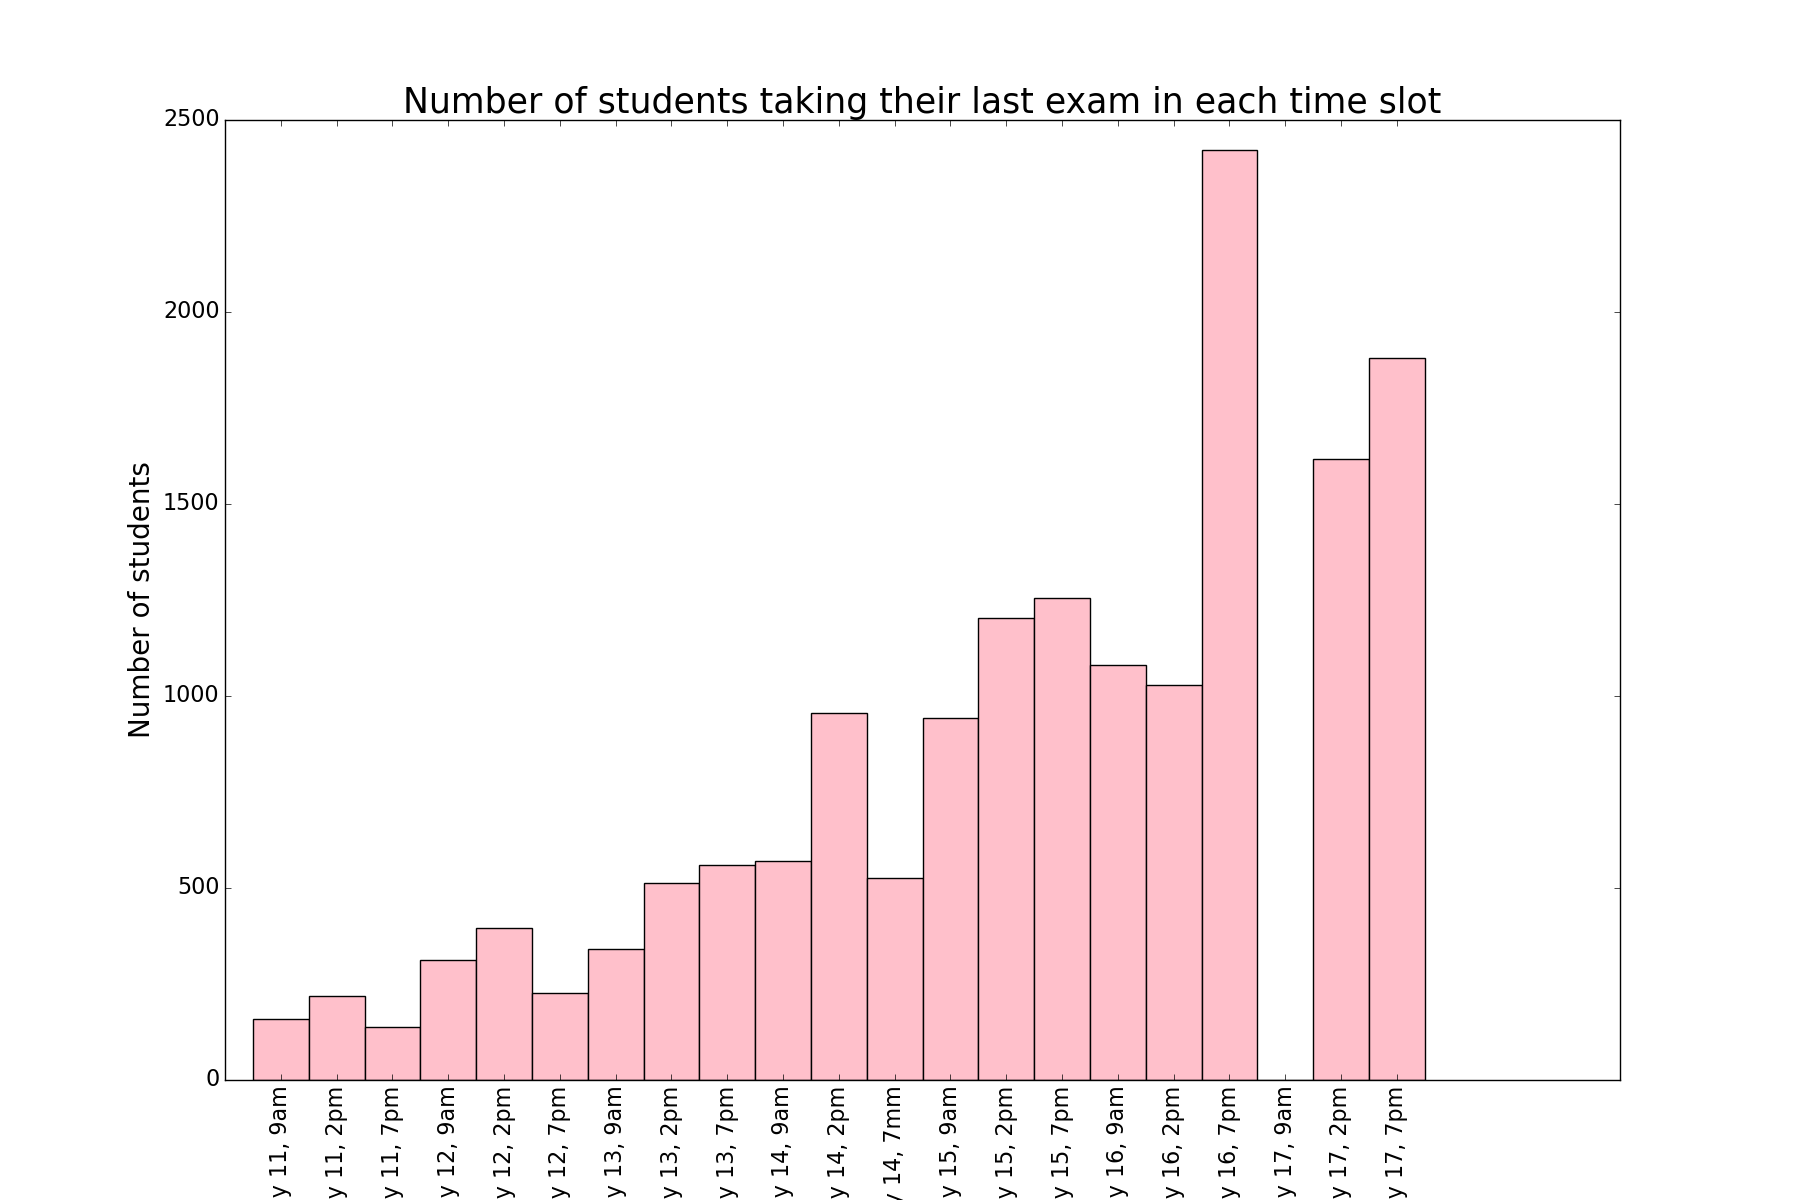 Number of students taking their last exam in each time slot
Number of students
2500
2000
1500
1000
500
0
y 11, 9am
y 11, 2pm
y 11, 7pm
y 12, 9am
y 12, 2pm
y 12, 7pm
y 13, 9am
y 13, 2pm
y 13, 7pm
y 14, 9am
y 14, 2pm
y 14, 7mm
y 15, 9am
y 15, 2pm
y 15, 7pm
y 16, 9am
y 16, 2pm
y 16, 7pm
y 17, 9am
y 17, 2pm
y 17, 7pm